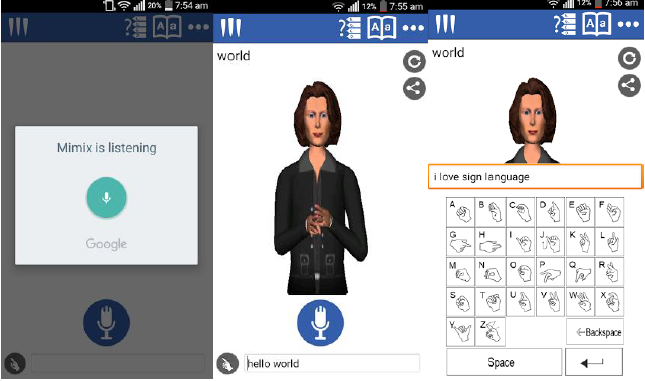 20% 7:54 am
Mimix is listening
Google
12% 7:55 am
? A a
world
hello world
12% 7:56 am
? A a
world
i love sign language
A B C D E F
G H I J K L
M N O P Q R
S T U V W X
Y Z ←Backspace
Space